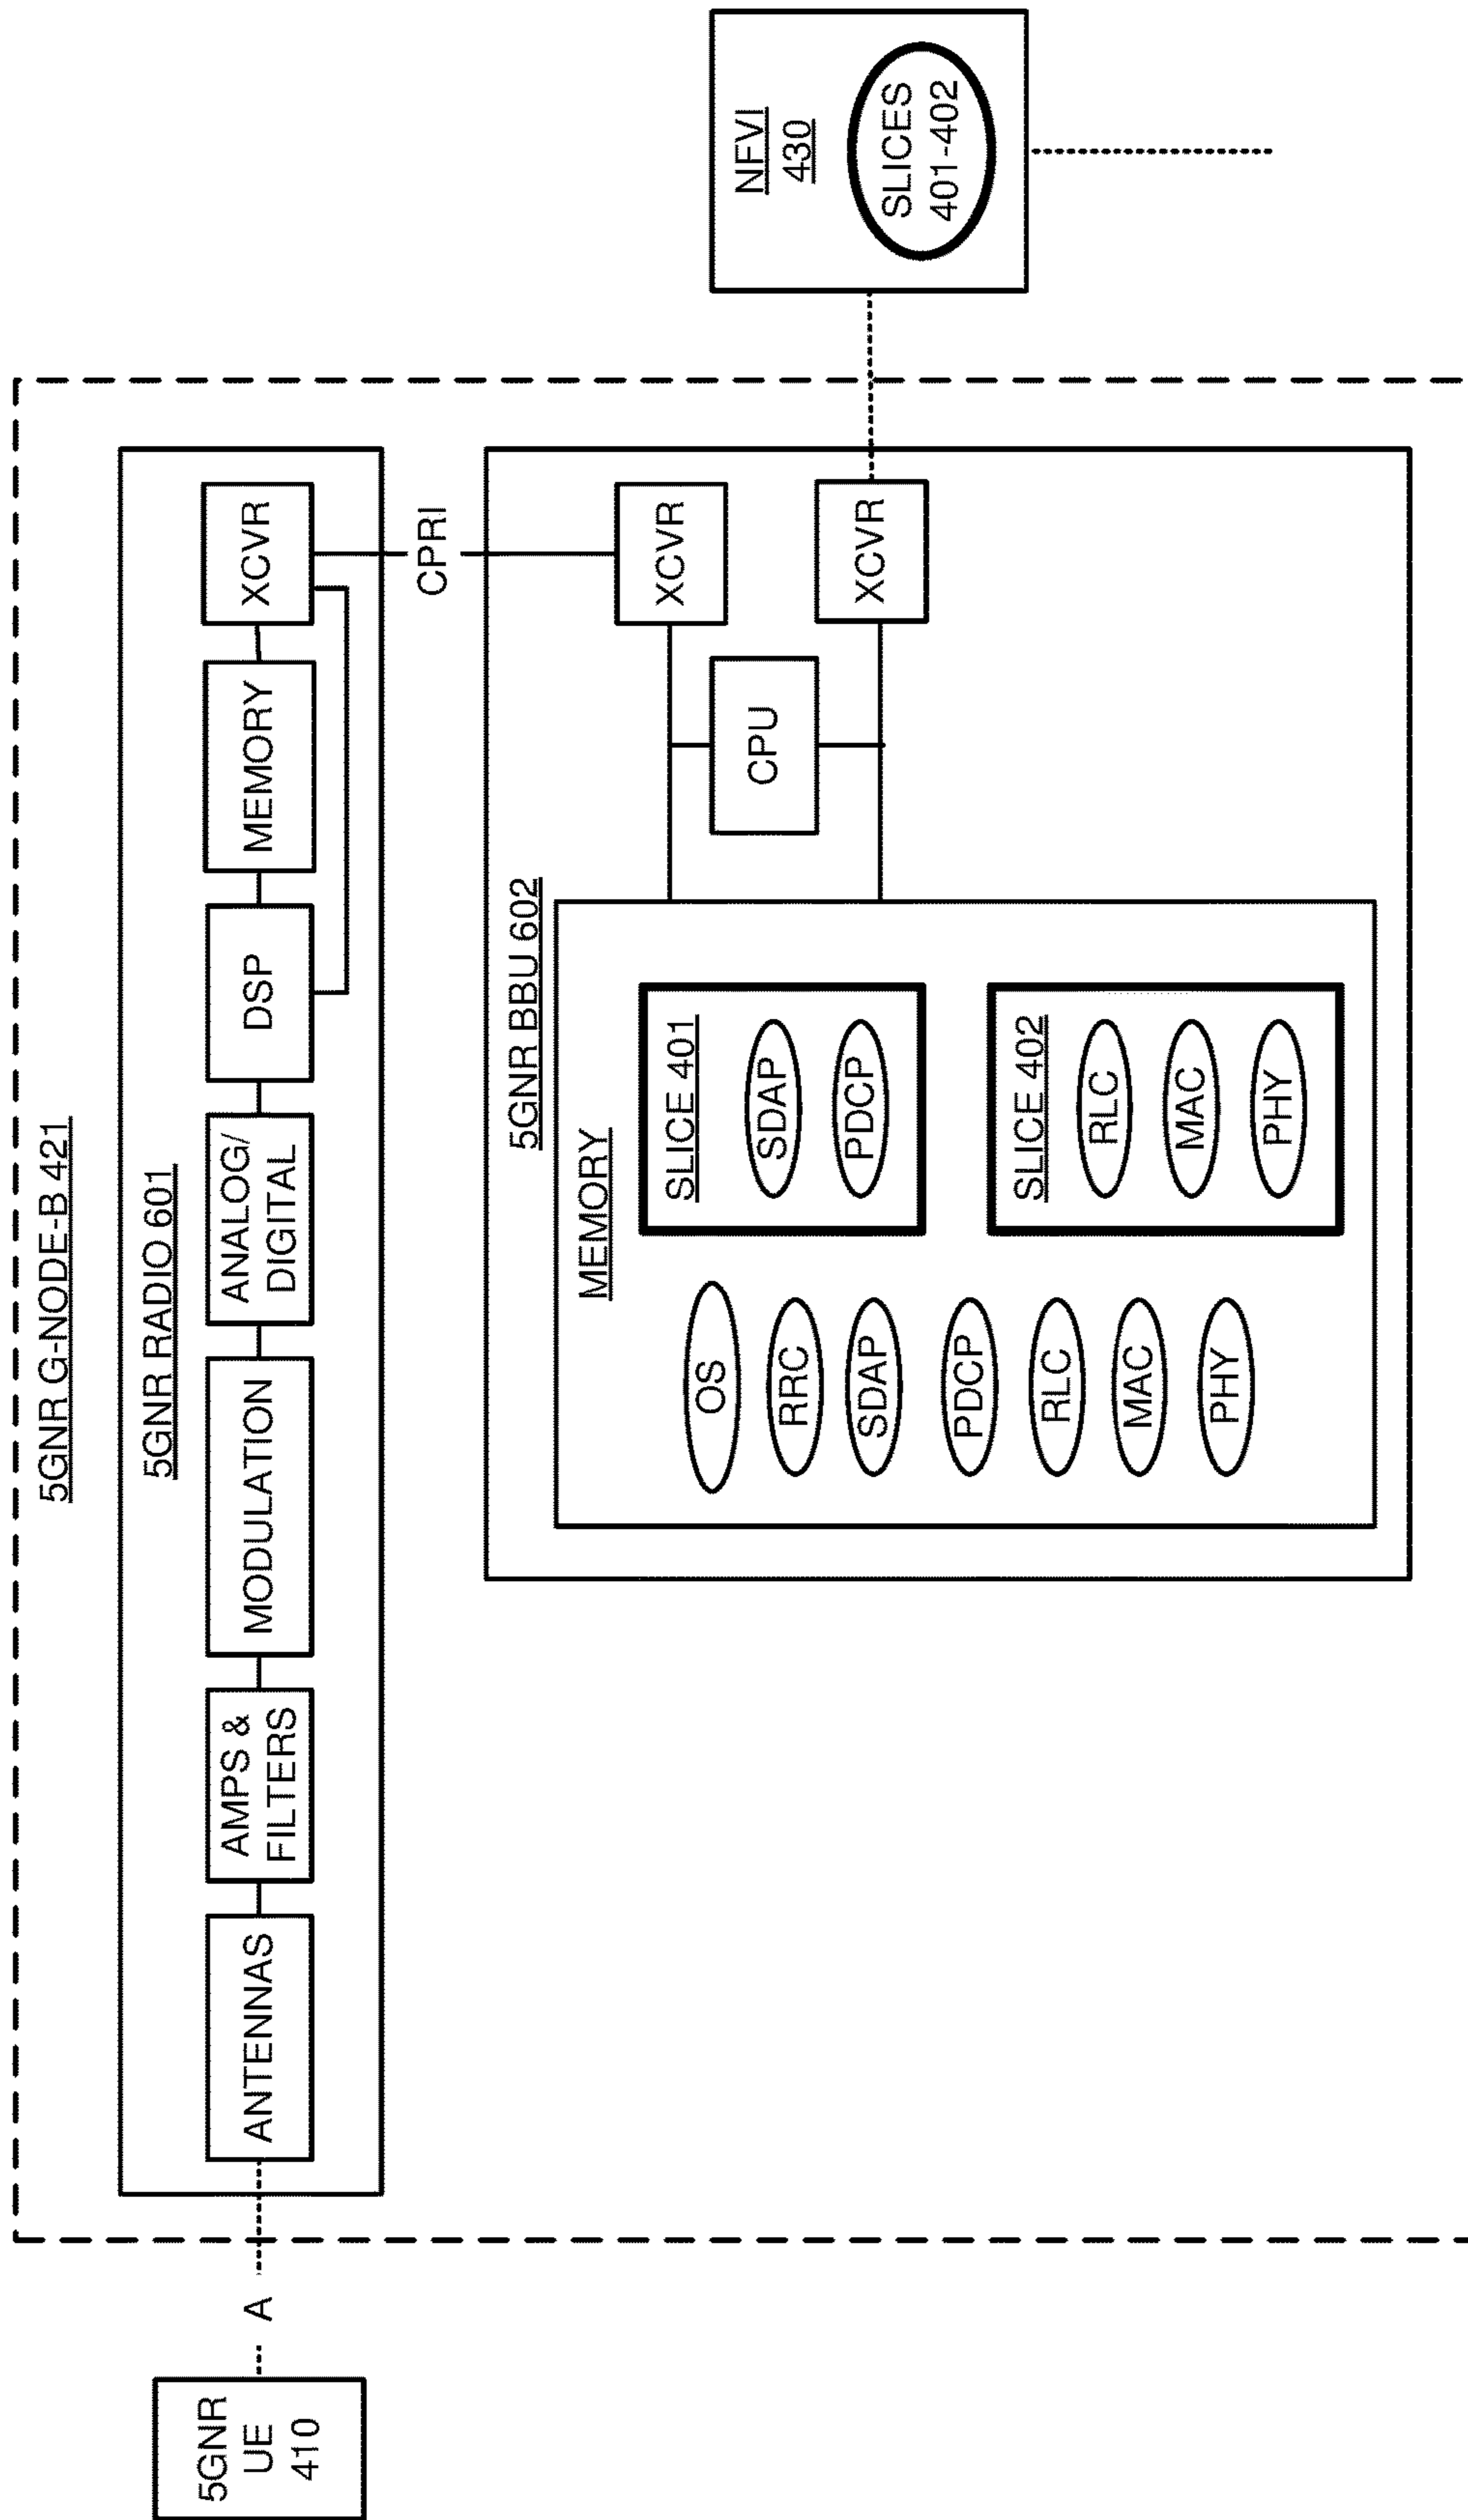 5GNR G-NODE-B 421
5GNR RADIO 601
5GNR
UE
410
A
ANTENNAS
AMPS &
FILTERS
MODULATION
ANALOG/
DIGITAL
DSP
MEMORY
XCVR
CPRI
5GNR BBU 602
MEMORY
OS
RRC
SDAP
PDCP
RLC
MAC
PHY
SLICE 401
SDAP
PDCP
SLICE 402
RLC
MAC
PHY
CPU
XCVR
XCVR
NFVI
430
SLICES
401-402